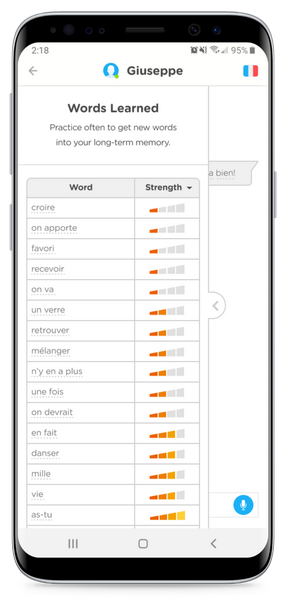 2:18
95%
Giuseppe
Words Learned
Practice often to get new words
into your long-term memory.
a bien!
Word Strength
croire
on apporte
favori
recevoir
on va
un verre
retrouver
mélanger
n'y en a plus
une fois
on devrait
en fait
danser
mille
vie
as-tu